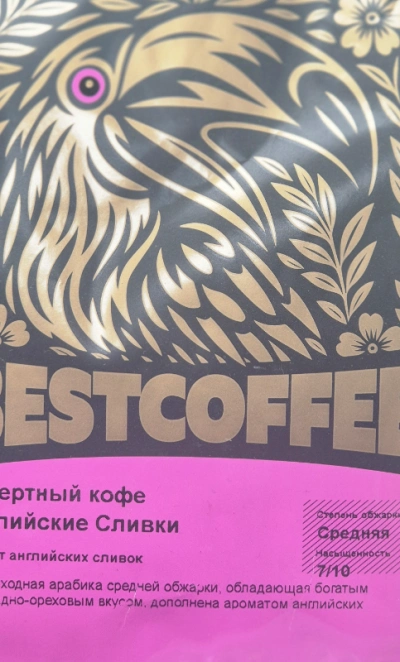 BESTCOFFEE
ертный кофе
лийские Сливки
т английских сливок
Степень обжарки
Средняя
Насыщенность
7/10
ходная арабика средчей обжарки, обладающая богатым
дно-ореховым вкусом, дополнена ароматом английских